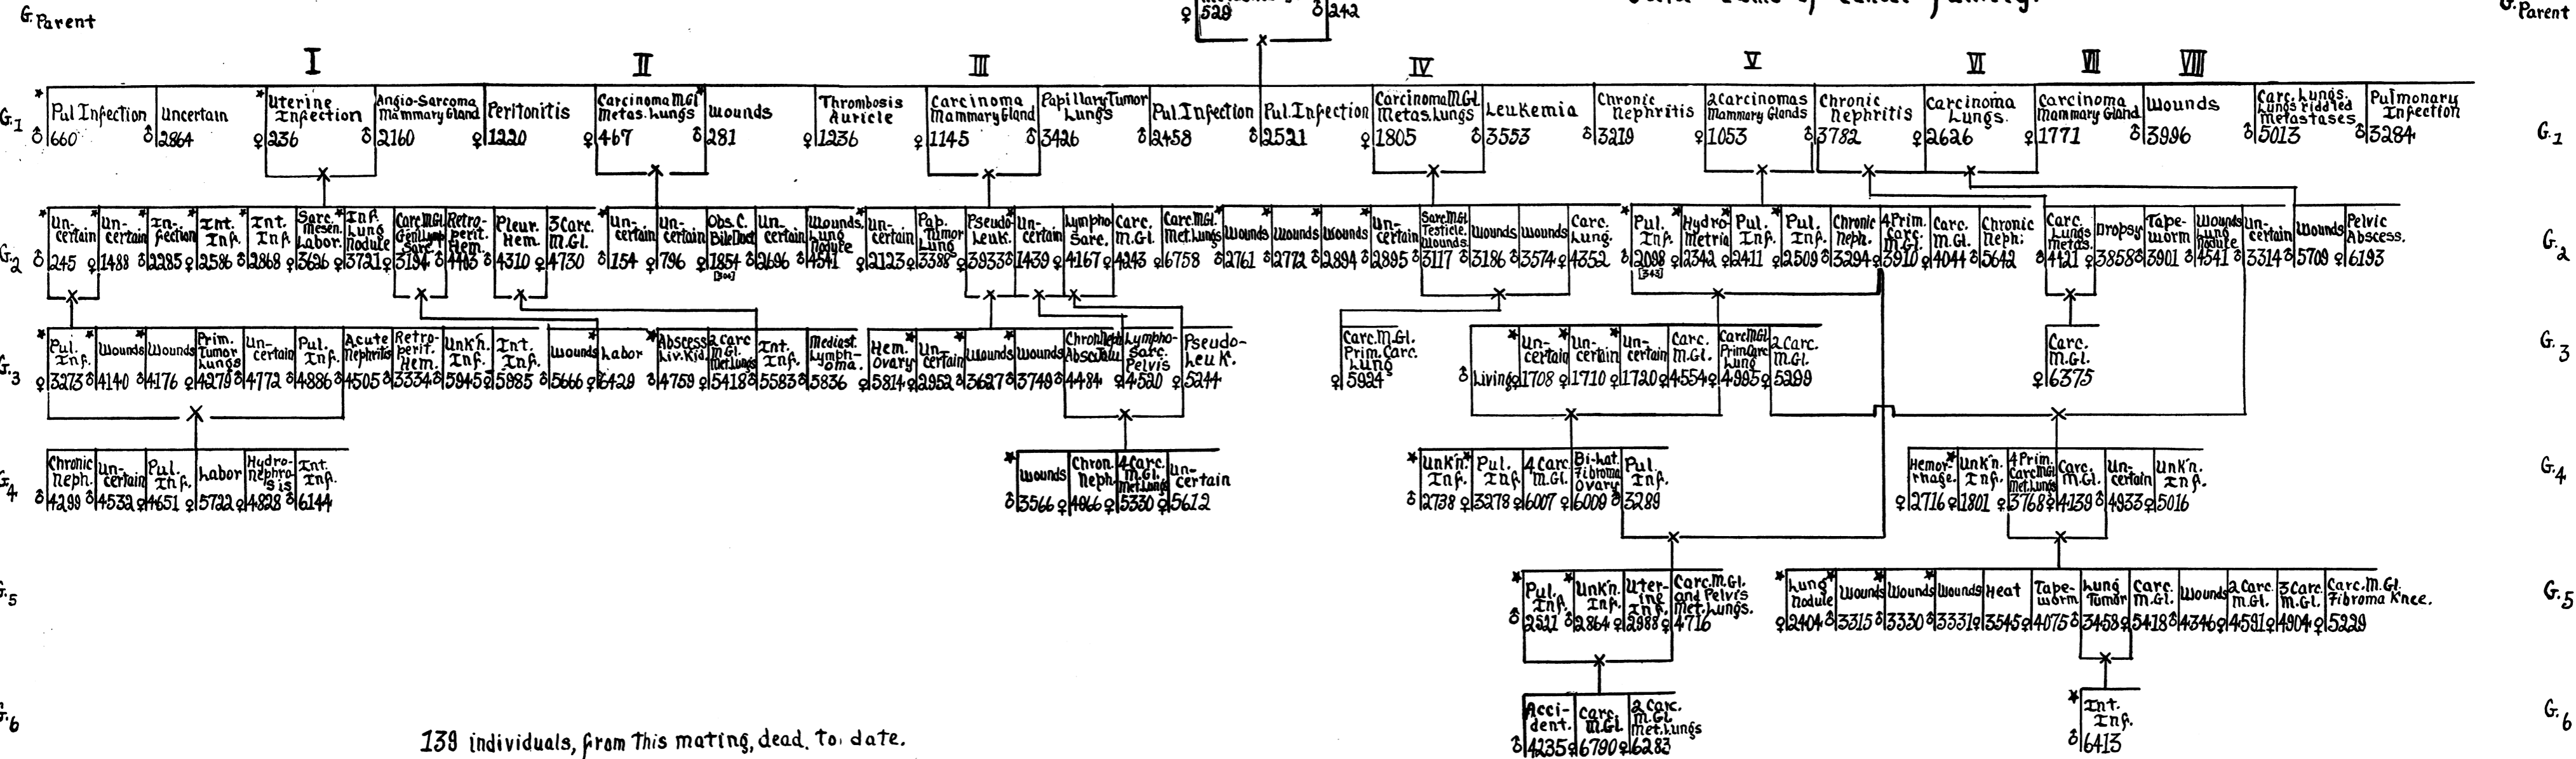 G. Parent
♀ 529 ♂ 242
G. Parent
I II III IV V VI VII VIII
G.1
* Pul Infection ♂ 660
Uncertain ♂ 2864
* Uterine Infection ♀ 236
Angio-Sarcoma Mammary Gland ♂ 2160
Peritonitis ♀ 1220
Carcinoma M.Gl. Metas. Lungs ♀ 467
* Wounds ♂ 281
Thrombosis Auricle ♀ 1236
Carcinoma Mammary Gland ♀ 1145
Papillary Tumor Lungs ♂ 3426
Pul. Infection ♂ 2458
Pul. Infection ♂ 2521
Carcinoma M.Gl. Metas. Lungs ♀ 1805
Leukemia ♂ 3553
Chronic Nephritis ♂ 3219
2 Carcinomas Mammary Glands ♀ 1053
Chronic Nephritis ♂ 3782
Carcinoma Lungs. ♀ 2626
Carcinoma Mammary Gland ♀ 1771
Wounds ♂ 3996
Carc. Lungs. Lungs riddled Metastases ♂ 5013
Pulmonary Infection ♂ 3284
G.1
G.2
* Un-certain ♂ 245
* Un-certain ♀ 1488
* In-fection ♂ 2285
* Int. Inf. ♂ 2586
* Int. Inf. ♂ 2868
Sarc. Mesen. Labor. ♂ 3626
* Inf. Lung Nodule ♀ 3721
Carc. M.Gl. Gen. Lymp Sarc. ♂ 3194
Retro-perit. Hem. ♀ 4463
Pleur. Hem. ♂ 4310
3 Carc. M.Gl. ♀ 4730
* Un-certain ♂ 154
Un-certain ♀ 796
Obs. C. Bile Duct ♀ 1854
Un-certain ♂ 2696
Wounds, Lung Nodule ♂ 4541
* Un-certain ♀ 2123
Pap. Tumor Lung ♀ 3388
Pseudo-Leuk. ♀ 3933
* Un-certain ♂ 1439
Lympho Sarc. ♂ 4167
Carc. M.Gl. ♀ 4243
Carc. M.Gl. Met. Lungs ♀ 6758
* Wounds ♂ 2761
* Wounds ♂ 2772
* Wounds ♂ 2894
* Un-certain ♀ 2895
Sarc. M.Gl. Testicle. Wounds. ♂ 3117
Wounds ♂ 3186
Wounds ♂ 3574
Carc. Lung. ♀ 4352
* Pul. Inf. ♂ 2098 [343]
* Hydro-Metria ♀ 2342
* Pul. Inf. ♀ 2411
Pul. Inf. ♀ 2509
Chronic Neph. ♂ 3294
4 Prim. Carc. M.Gl. ♀ 3910
Carc. M.Gl. ♀ 4044
Chronic Neph: ♂ 5642
Carc. Lungs Metas. ♂ 4421
Dropsy ♀ 3858
Tape-worm ♂ 3901
Wounds Lung Nodule ♂ 4541
Un-certain ♀ 3314
Wounds ♂ 5709
Pelvic Abscess. ♀ 6193
G.2
G.3
* Pul. Inf. ♀ 3273
* Wounds ♂ 4140
* Wounds ♂ 4176
Prim. Tumor Lungs ♀ 4279
Un-certain ♂ 4772
Pul. Inf. ♂ 4886
Acute Nephritis ♂ 4505
Retro-perit. Hem. ♂ 3334
Unk'n. Inf. ♂ 5945
Int. Inf. ♀ 5985
Wounds ♂ 5666
* Labor ♀ 6429
* Abscess Liv. Kid. ♂ 4759
2 Carc M.Gl. Met Lungs ♀ 5418
Int. Inf. ♂ 5583
Mediast. Lymph-oma. ♂ 5836
* Hem. Ovary ♀ 5814
* Un-certain ♀ 2952
* Wounds ♂ 3627
Wounds ♂ 3749
Chron. Neph ♂ 4484
Lympho-Sarc. Pelvis ♀ 4520
Pseudo-Leuk. ♀ 5244
Carc. M.Gl. Prim. Carc. Lung ♀ 5924
♂ Living
* Un-certain ♀ 1708
* Un-certain ♀ 1710
* Un-certain ♀ 1720
Carc. M.Gl. ♀ 4554
Carc M.Gl Prim Carc Lung ♀ 4995
2 Carc. M.Gl. ♀ 5299
Carc. M.Gl. ♀ 6375
G.3
G.4
Chronic Neph. ♂ 4299
Un-certain ♂ 4532
Pul. Inf. ♀ 4651
Labor ♀ 5722
Hydro-nephro-sis ♀ 4828
Int. Inf. ♂ 6144
* Wounds ♂ 3566
Chron. Neph. ♀ 4866
4 Carc. M.Gl. Met. Lungs ♀ 5330
Un-certain ♀ 5612
* Unk'n. Inf. ♂ 2738
* Pul. Inf. ♀ 3278
4 Carc. M.Gl. ♀ 6007
Bi-lat. Fibroma Ovary ♀ 6009
Pul. Inf. ♂ 3289
Hemor-rhage. ♀ 2716
* Unk'n. Inf. ♀ 1801
4 Prim. Carc M.Gl Met. Lungs ♀ 3768
Carc. M.Gl. ♀ 4139
Un-certain ♂ 4933
Unk'n. Inf. ♀ 5016
G.4
G.5
* Pul. Inf. ♂ 2521
* Unk'n. Inf. ♂ 2864
Uter-ine Inf. ♀ 2988
Carc. M.Gl. and Pelvis Met. Lungs. ♀ 4716
* Lung Nodule ♀ 2404
* Wounds ♂ 3315
* Wounds ♂ 3330
* Wounds ♂ 3331
Heat ♀ 3545
Tape-worm ♀ 4075
Lung Tumor ♂ 3458
Carc. M.Gl. ♀ 5418
Wounds ♂ 4346
2 Carc. M.Gl. ♀ 4591
3 Carc. M.Gl. ♀ 4904
Carc. M.Gl. Fibroma Knee. ♀ 5229
G.5
G.6
Acci-dent. ♂ 4235
Carc. M.Gl ♀ 6790
2 Carc. M.Gl Met. Lungs ♀ 6283
* Int. Inf. ♂ 6413
G.6
139 individuals, from this mating, dead, to date.